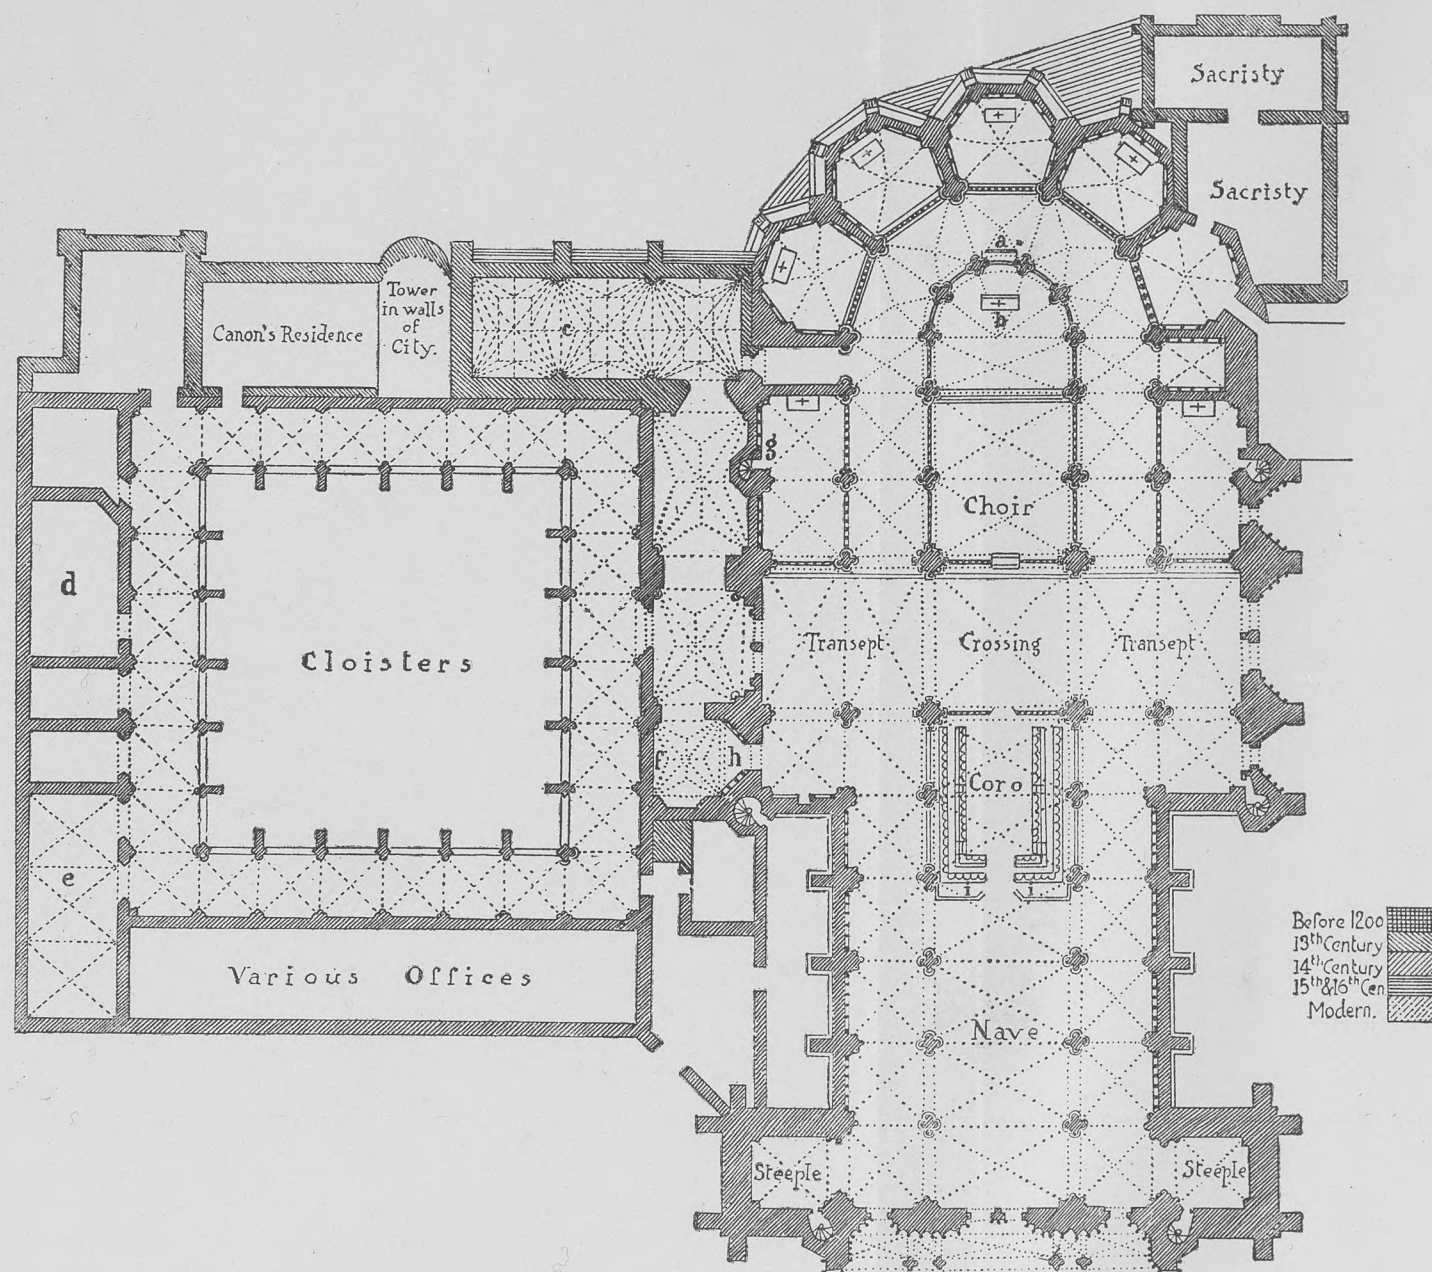 Sacristy
Sacristy
a
b
Tower
in walls
of
City.
Canon's Residence
c
g
Choir
d
Cloisters
Transept
Crossing
Transept
f
h
Coro
e
i
i
Various Offices
Nave
Before 1200
13th Century
14th Century
15th & 16th Cen
Modern.
Steeple
Steeple